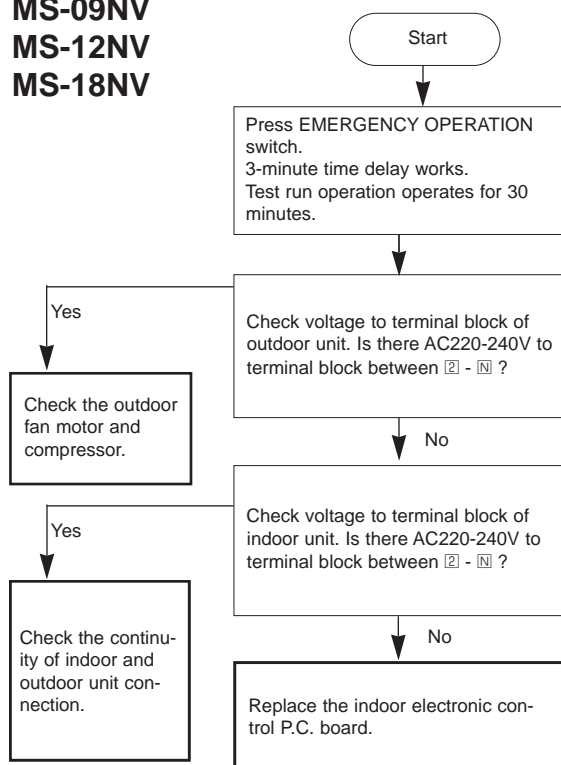 MS-09NV
MS-12NV
MS-18NV
Start
Press EMERGENCY OPERATION
switch.
3-minute time delay works.
Test run operation operates for 30
minutes.
Yes
Check voltage to terminal block of
outdoor unit. Is there AC220-240V to
terminal block between 2 - N ?
Check the outdoor
fan motor and
compressor.
No
Yes
Check voltage to terminal block of
indoor unit. Is there AC220-240V to
terminal block between 2 - N ?
Check the continu-
ity of indoor and
outdoor unit con-
nection.
No
Replace the indoor electronic con-
trol P.C. board.